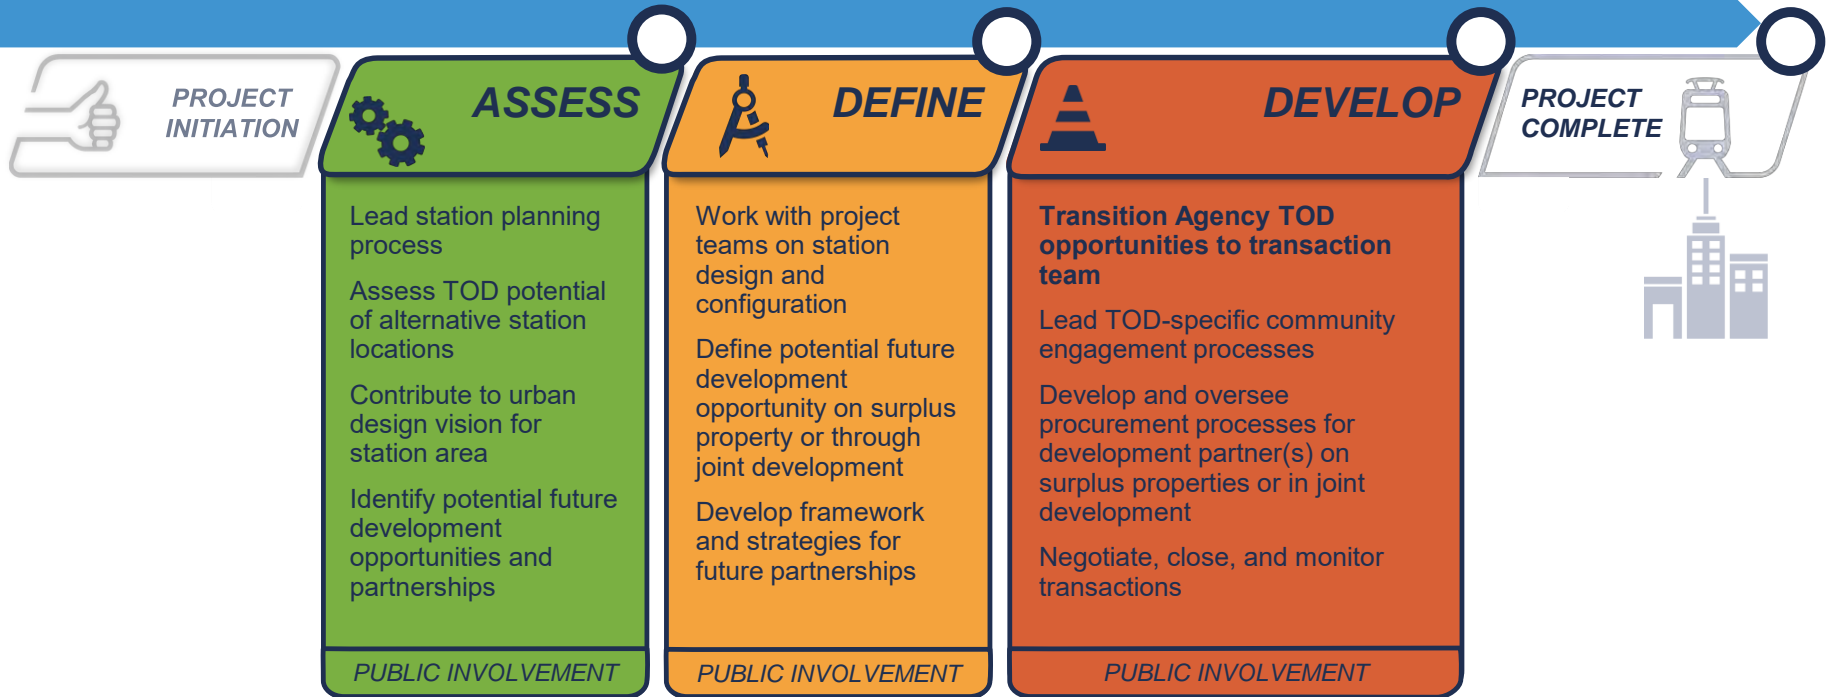 PROJECT
INITIATION
ASSESS
Lead station planning
process
Assess TOD potential
of alternative station
locations
Contribute to urban
design vision for
station area
Identify potential future
development
opportunities and
partnerships
PUBLIC INVOLVEMENT
DEFINE
Work with project
teams on station
design and
configuration
Define potential future
development
opportunity on surplus
property or through
joint development
Develop framework
and strategies for
future partnerships
PUBLIC INVOLVEMENT
DEVELOP
Transition Agency TOD
opportunities to transaction
team
Lead TOD-specific community
engagement processes
Develop and oversee
procurement processes for
development partner(s) on
surplus properties or in joint
development
Negotiate, close, and monitor
transactions
PUBLIC INVOLVEMENT
PROJECT
COMPLETE